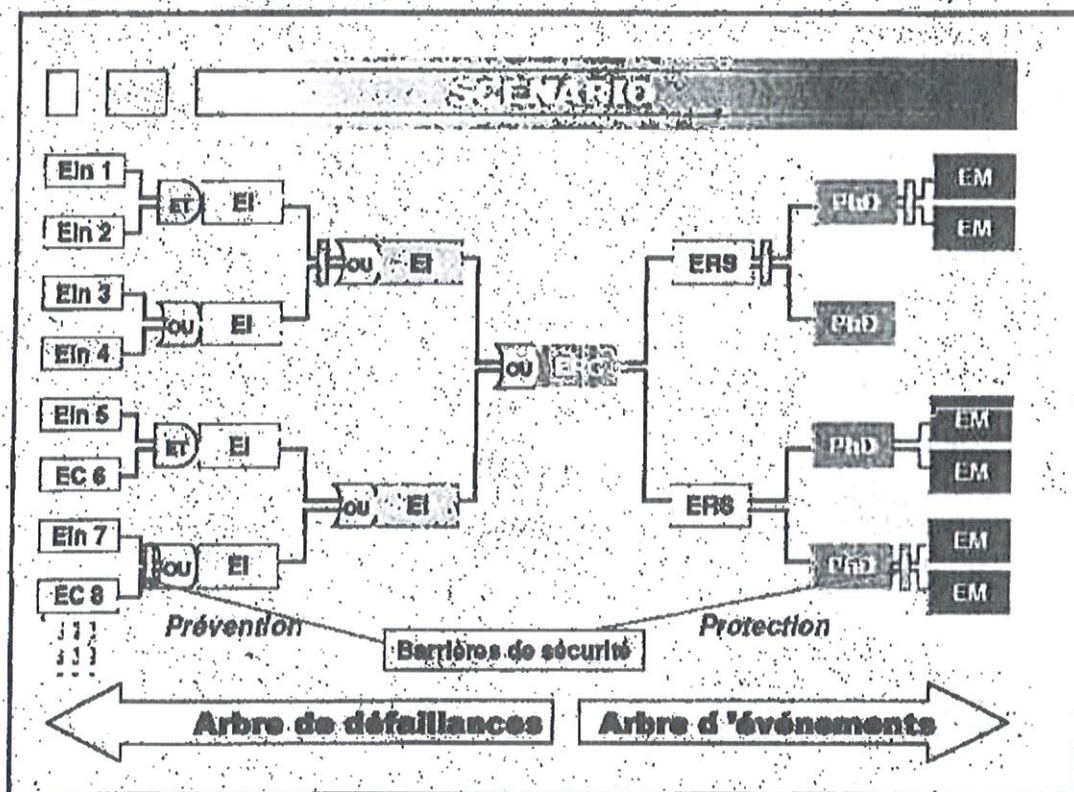 SCENARIO
EIn 1
EIn 2
ET
EI
EIn 3
EIn 4
OU
EI
OU
EI
EIn 5
EC 6
ET
EI
EIn 7
EC 8
OU
EI
OU
EI
OU
ERC
ERS
PhD
EM
EM
PhD
ERS
PhD
EM
EM
PhD
EM
EM
Prévention
Protection
Barrières de sécurité
Arbre de défaillances
Arbre d 'événements